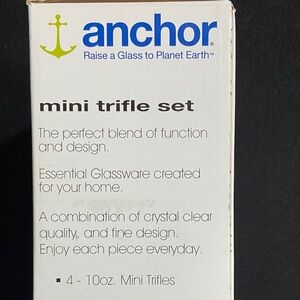 anchor®
Raise a Glass to Planet Earth™
mini trifle set
The perfect blend of function
and design.
Essential Glassware created
for your home.
A combination of crystal clear
quality, and fine design.
Enjoy each piece everyday.
▪ 4 - 10oz. Mini Trifles